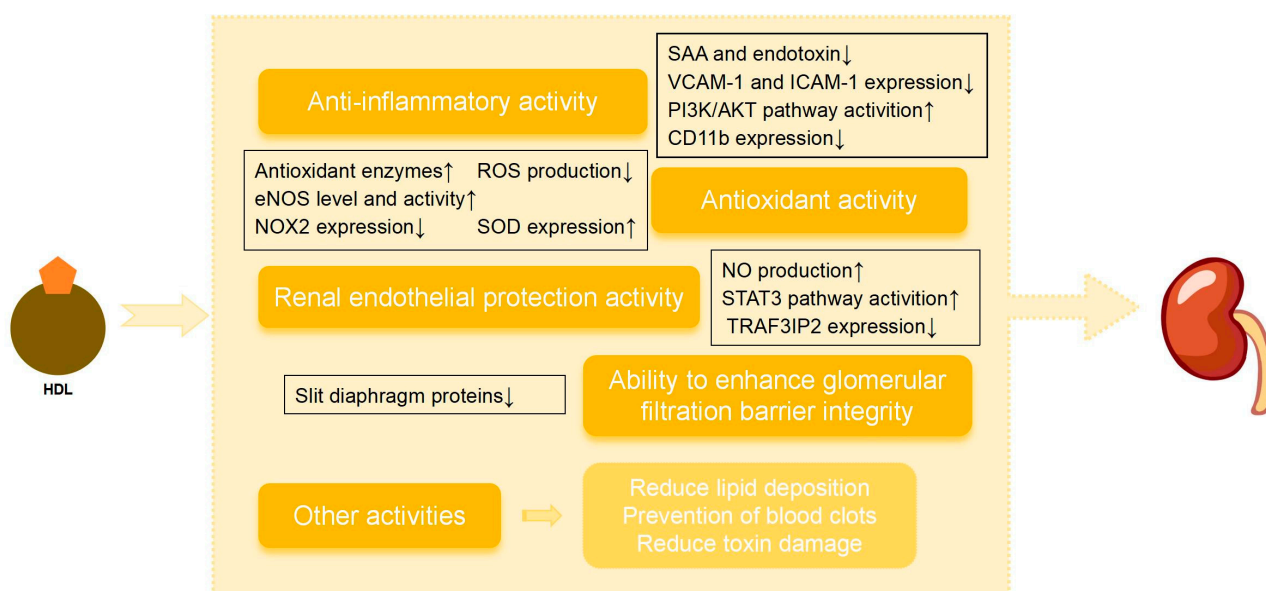 Anti-inflammatory activity
SAA and endotoxin↓
VCAM-1 and ICAM-1 expression↓
PI3K/AKT pathway activition↑
CD11b expression↓
Antioxidant enzymes↑ ROS production↓
eNOS level and activity↑
NOX2 expression↓ SOD expression↑
Antioxidant activity
Renal endothelial protection activity
NO production↑
STAT3 pathway activition↑
TRAF3IP2 expression↓
HDL
Slit diaphragm proteins↓
Ability to enhance glomerular
filtration barrier integrity
Other activities
Reduce lipid deposition
Prevention of blood clots
Reduce toxin damage